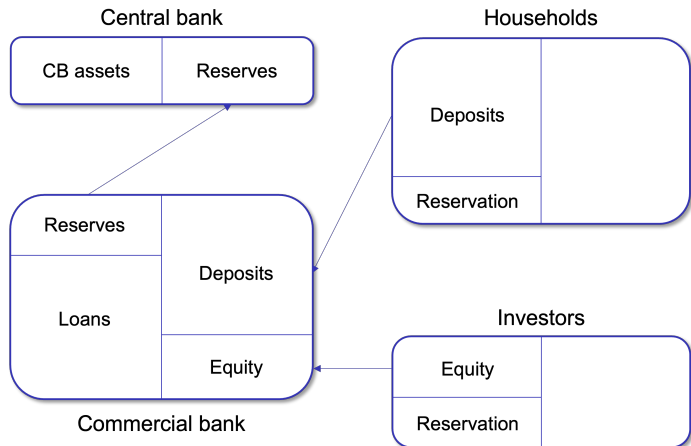 Central bank
CB assets
Reserves
Households
Deposits
Reservation
Reserves
Loans
Deposits
Equity
Commercial bank
Investors
Equity
Reservation